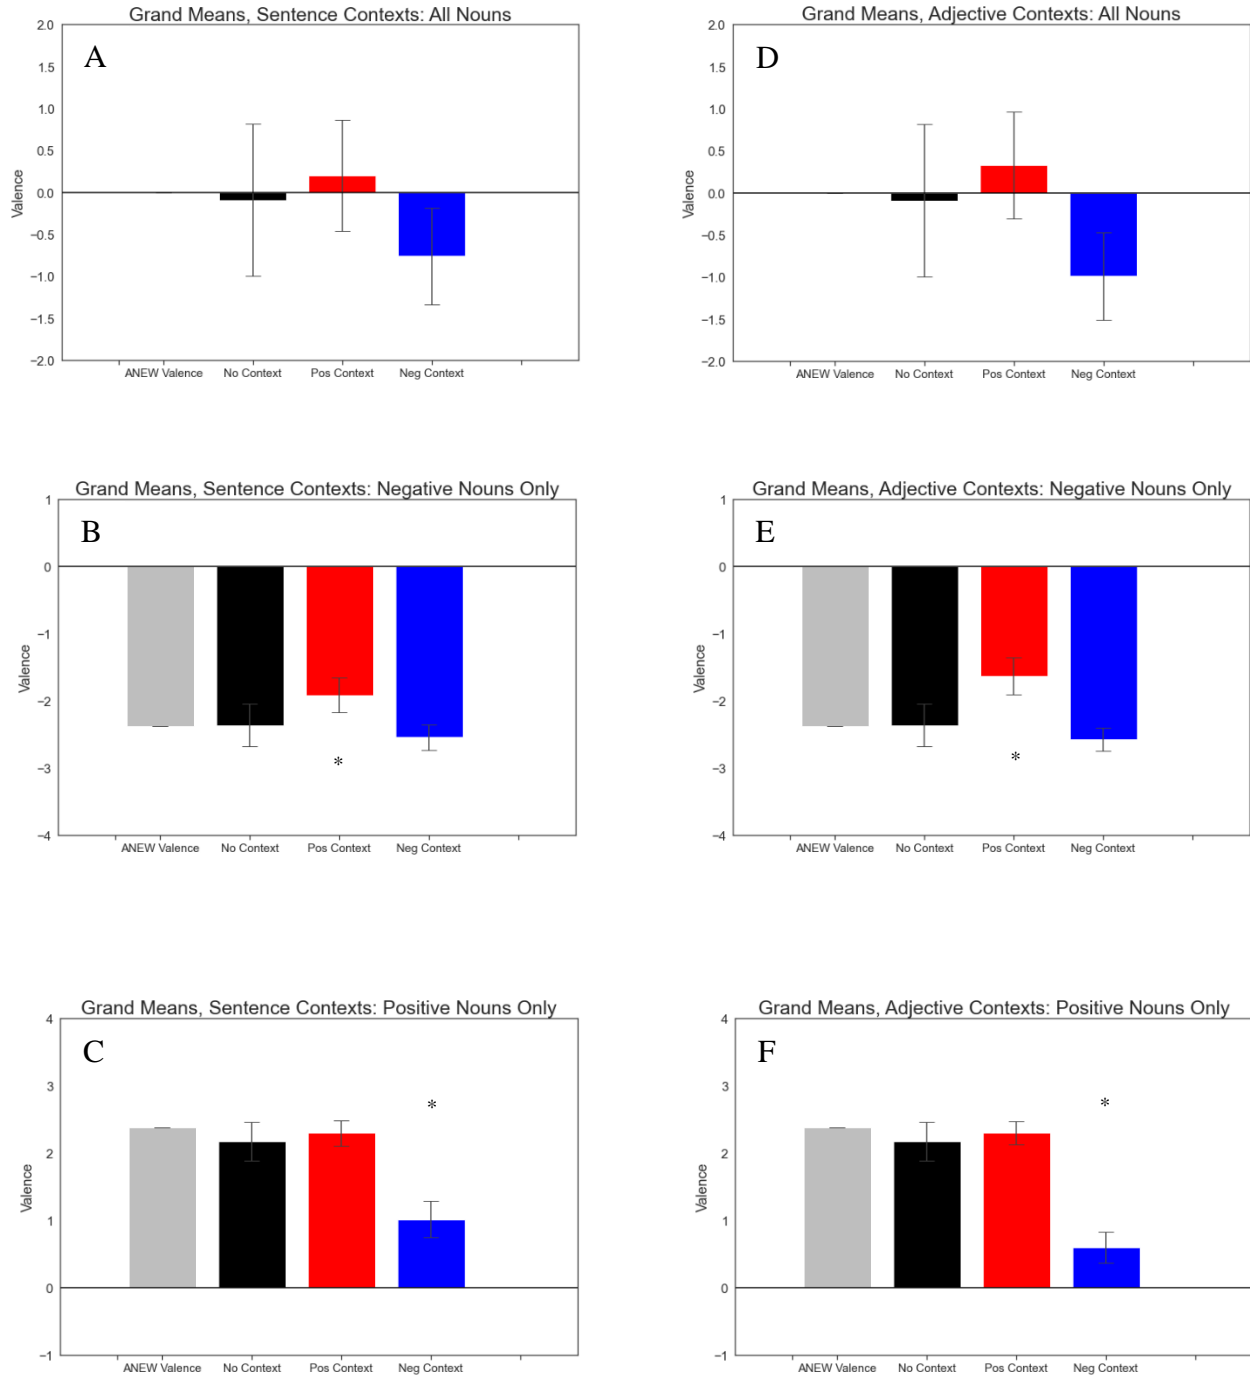 Grand Means, Sentence Contexts: All Nouns
A
2.0
1.5
1.0
0.5
0.0
−0.5
−1.0
−1.5
−2.0
Valence
ANEW Valence No Context Pos Context Neg Context
Grand Means, Adjective Contexts: All Nouns
D
2.0
1.5
1.0
0.5
0.0
−0.5
−1.0
−1.5
−2.0
Valence
ANEW Valence No Context Pos Context Neg Context
Grand Means, Sentence Contexts: Negative Nouns Only
B
1
0
−1
−2
−3
−4
Valence
*
ANEW Valence No Context Pos Context Neg Context
Grand Means, Adjective Contexts: Negative Nouns Only
E
1
0
−1
−2
−3
−4
Valence
*
ANEW Valence No Context Pos Context Neg Context
Grand Means, Sentence Contexts: Positive Nouns Only
C
4
3
2
1
0
−1
Valence
*
ANEW Valence No Context Pos Context Neg Context
Grand Means, Adjective Contexts: Positive Nouns Only
F
4
3
2
1
0
−1
Valence
*
ANEW Valence No Context Pos Context Neg Context